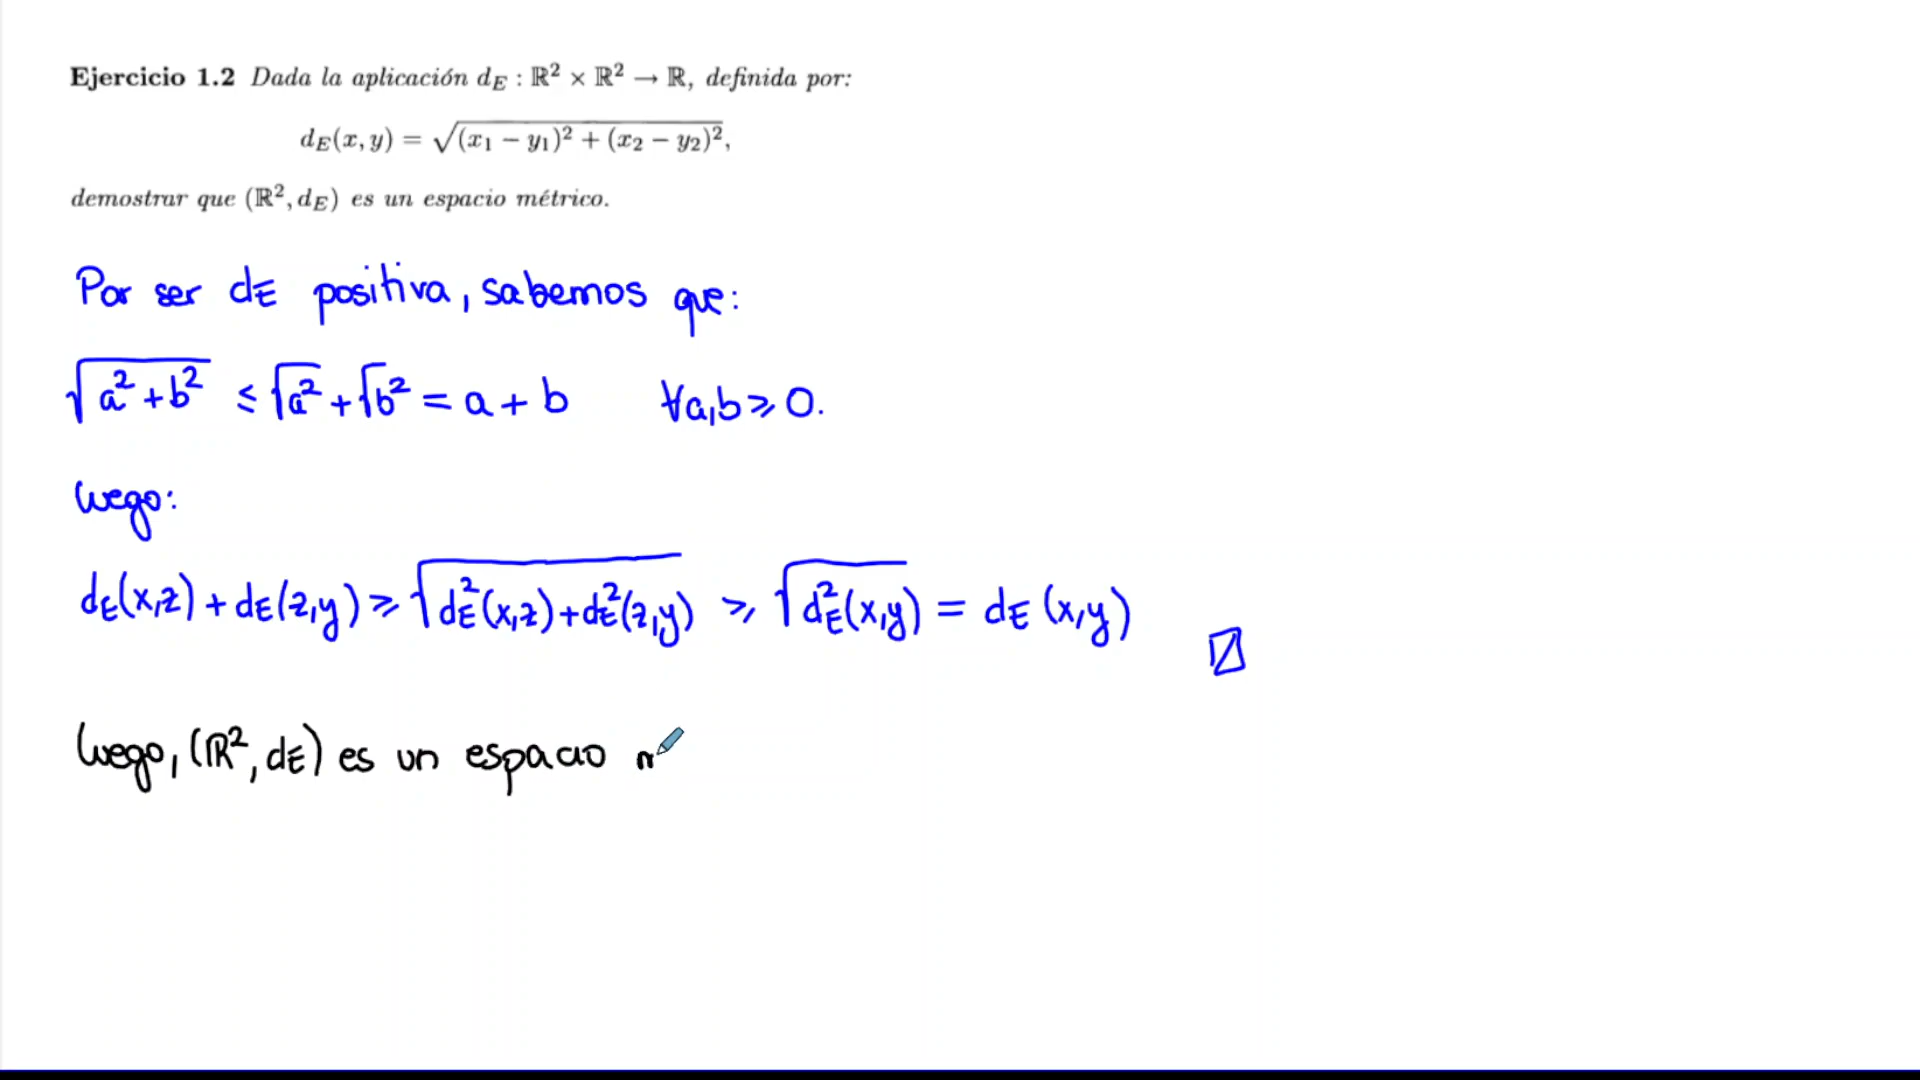 Ejercicio 1.2 Dada la aplicación d_E : ℝ² × ℝ² → ℝ, definida por:
d_E(x, y) = √((x₁ − y₁)² + (x₂ − y₂)²),
demostrar que (ℝ², d_E) es un espacio métrico.
Por ser d_E positiva, sabemos que:
√(a² + b²) ≤ √a² + √b² = a + b ∀a,b ⩾ 0.
Luego:
d_E(x,z) + d_E(z,y) ⩾ √(d_E²(x,z) + d_E²(z,y)) ⩾ √(d_E²(x,y)) = d_E(x,y)
Luego, (ℝ², d_E) es un espacio m